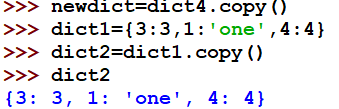 >>> newdict=dict4.copy()
>>> dict1={3:3,1:'one',4:4}
>>> dict2=dict1.copy()
>>> dict2
{3: 3, 1: 'one', 4: 4}